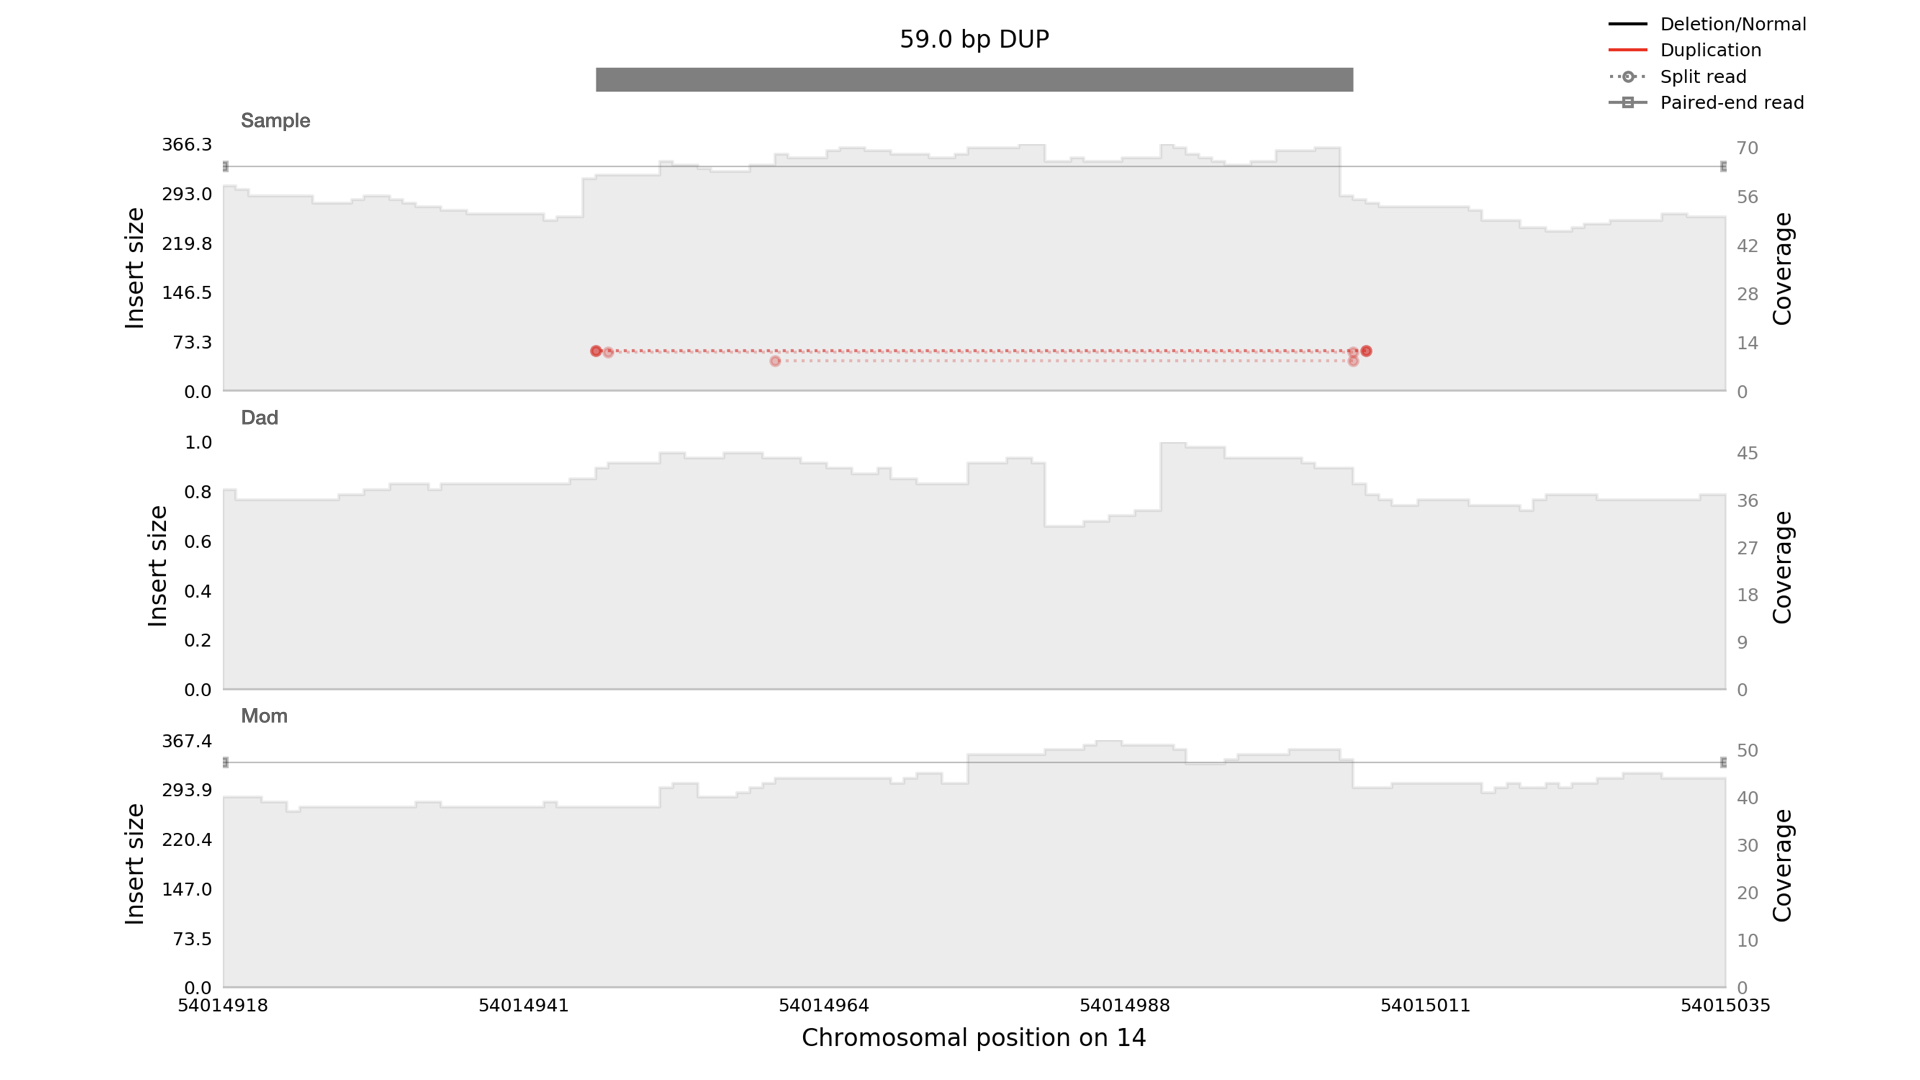 59.0 bp DUP
Deletion/Normal
Duplication
Split read
Paired-end read
Sample
366.3
293.0
219.8
146.5
73.3
0.0
Insert size
70
56
42
28
14
0
Coverage
Dad
1.0
0.8
0.6
0.4
0.2
0.0
Insert size
45
36
27
18
9
0
Coverage
Mom
367.4
293.9
220.4
147.0
73.5
0.0
Insert size
50
40
30
20
10
0
Coverage
54014918 54014941 54014964 54014988 54015011 54015035
Chromosomal position on 14